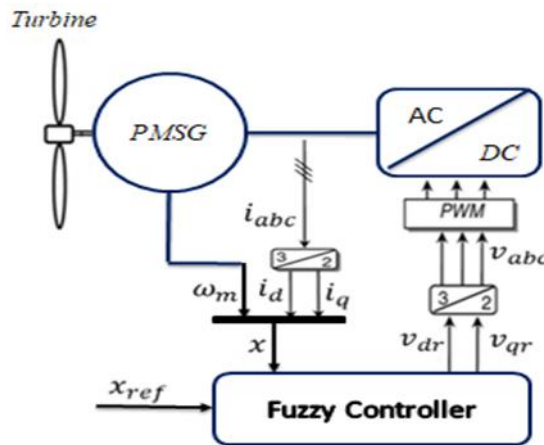 Turbine
PMSG
AC
DC
i_abc
PWM
3 2
v_abc
ω_m i_d i_q
3 2
x
v_dr v_qr
x_ref
Fuzzy Controller